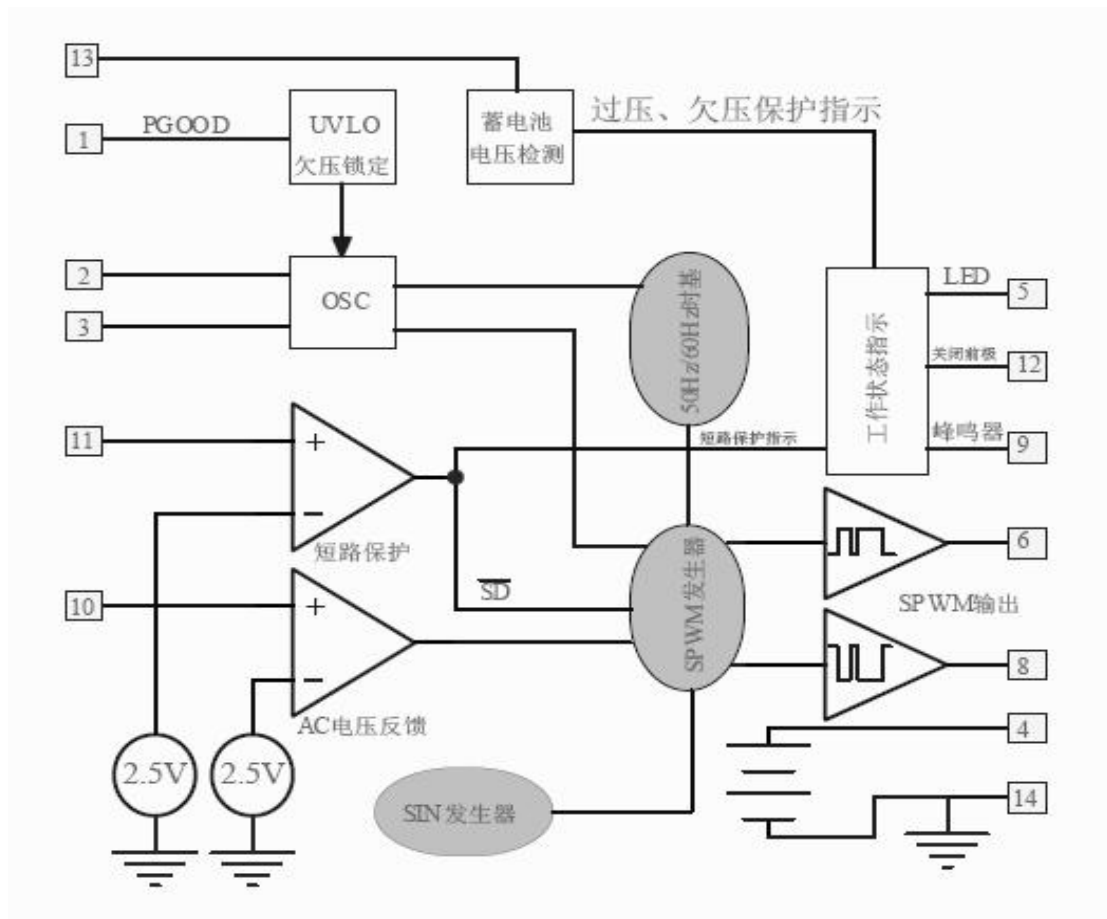 13
过压、欠压保护指示
1
PGOOD
UVLO
欠压锁定
蓄电池
电压检测
2
3
OSC
50Hz/60Hz时基
工作状态指示
LED
5
关闭前极
12
峰鸣器
9
11
+
−
短路保护
短路保护指示
10
+
−
AC电压反馈
SD
SPWM发生器
6
SPWM输出
8
2.5V
2.5V
SIN发生器
4
14